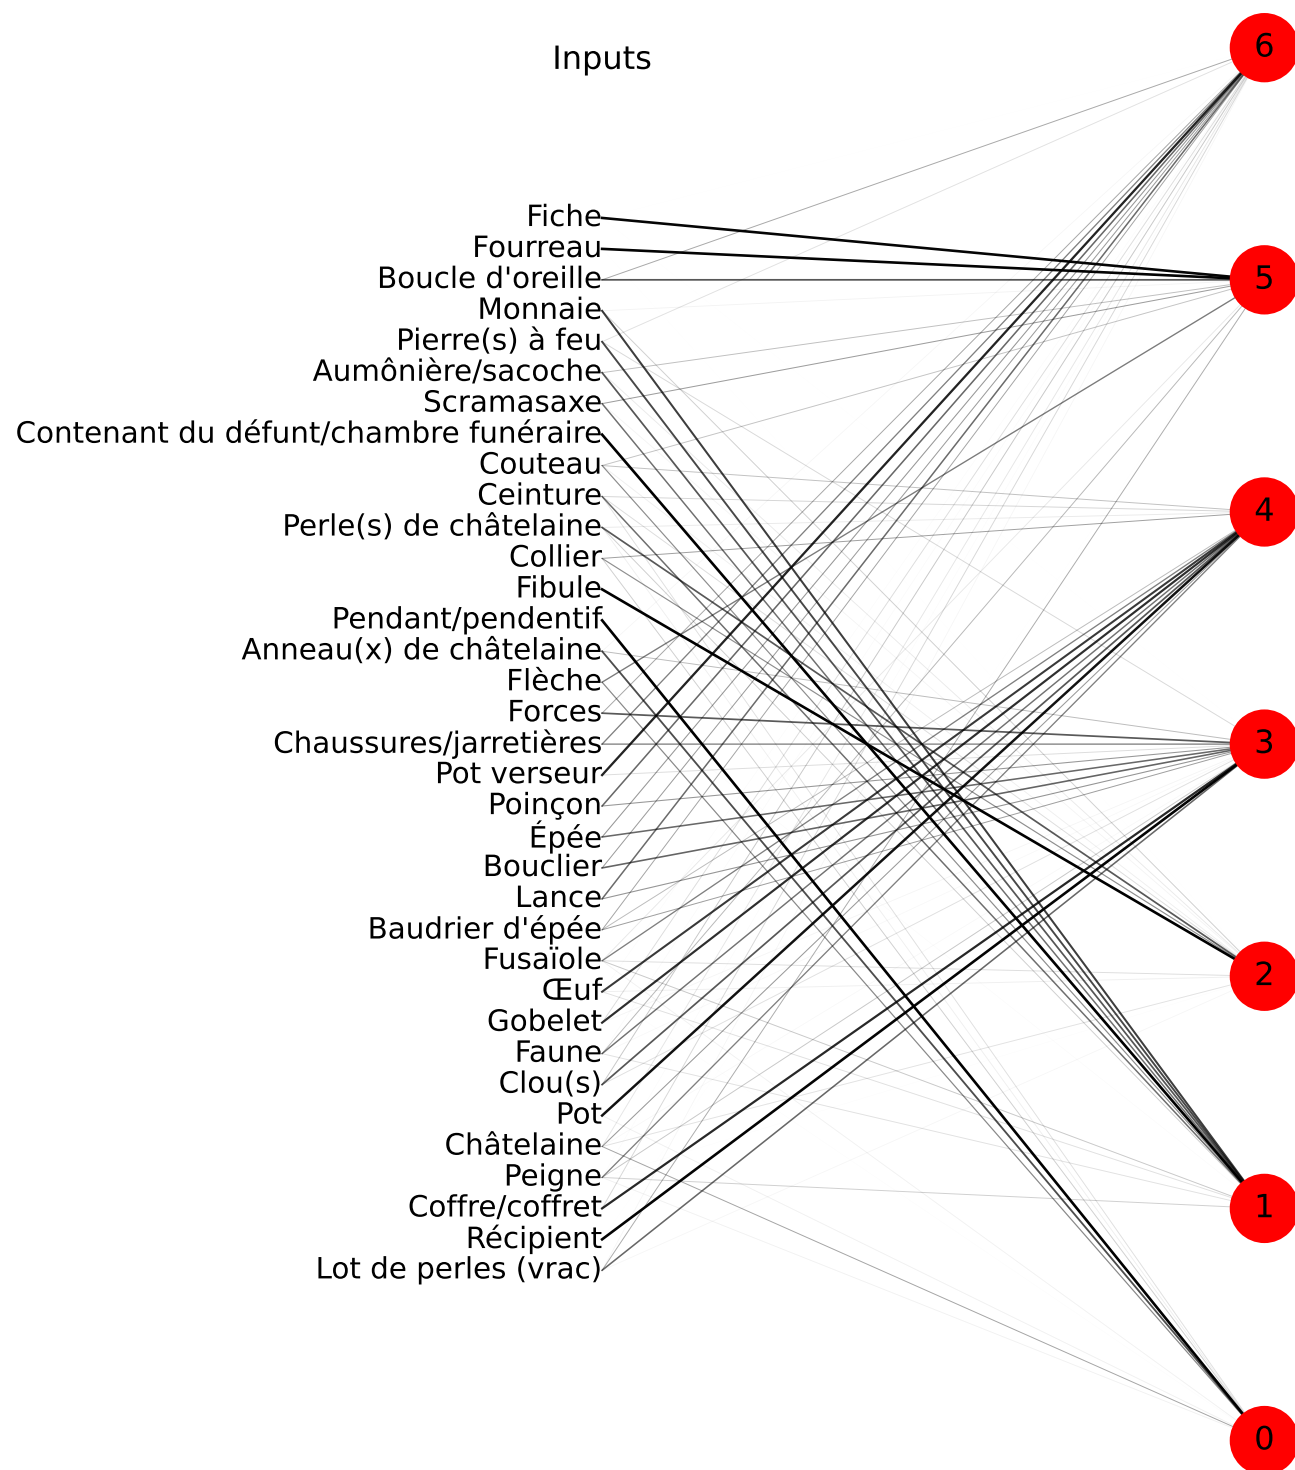 6
Inputs
Fiche
Fourreau
Boucle d'oreille
5
Monnaie
Pierre(s) à feu
Aumônière/sacoche
Scramasaxe
Contenant du défunt/chambre funéraire
Couteau
Ceinture
4
Perle(s) de châtelaine
Collier
Fibule
Pendant/pendentif
Anneau(x) de châtelaine
Flèche
Forces
Chaussures/jarretières
3
Pot verseur
Poinçon
Épée
Bouclier
Lance
Baudrier d'épée
Fusaïole
2
Œuf
Gobelet
Faune
Clou(s)
Pot
Châtelaine
Peigne
Coffre/coffret
1
Récipient
Lot de perles (vrac)
0